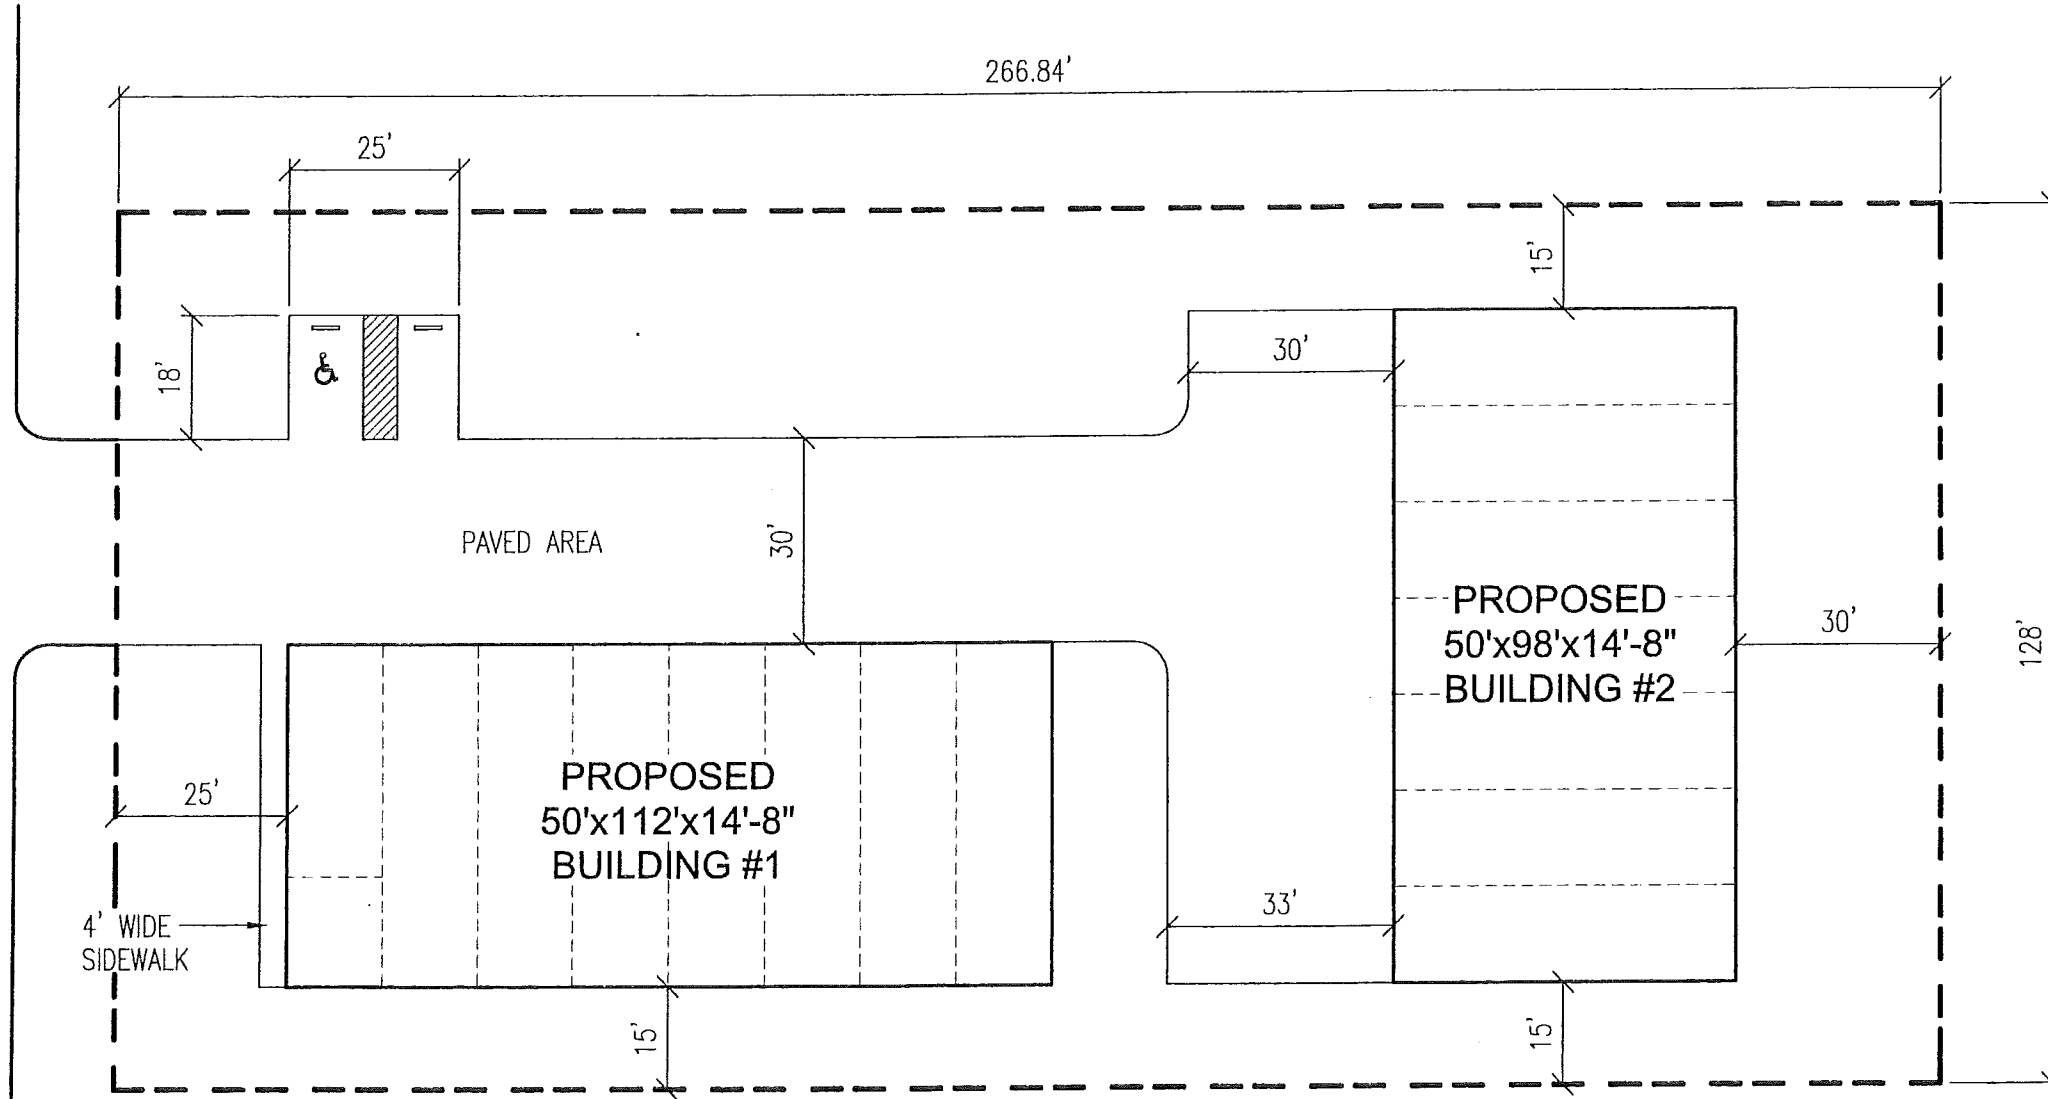 266.84'
25'
15'
18'
30'
30'
PAVED AREA
30'
128'
PROPOSED
50'x98'x14'-8"
BUILDING #2
30'
25'
PROPOSED
50'x112'x14'-8"
BUILDING #1
4' WIDE
SIDEWALK
33'
15'
15'